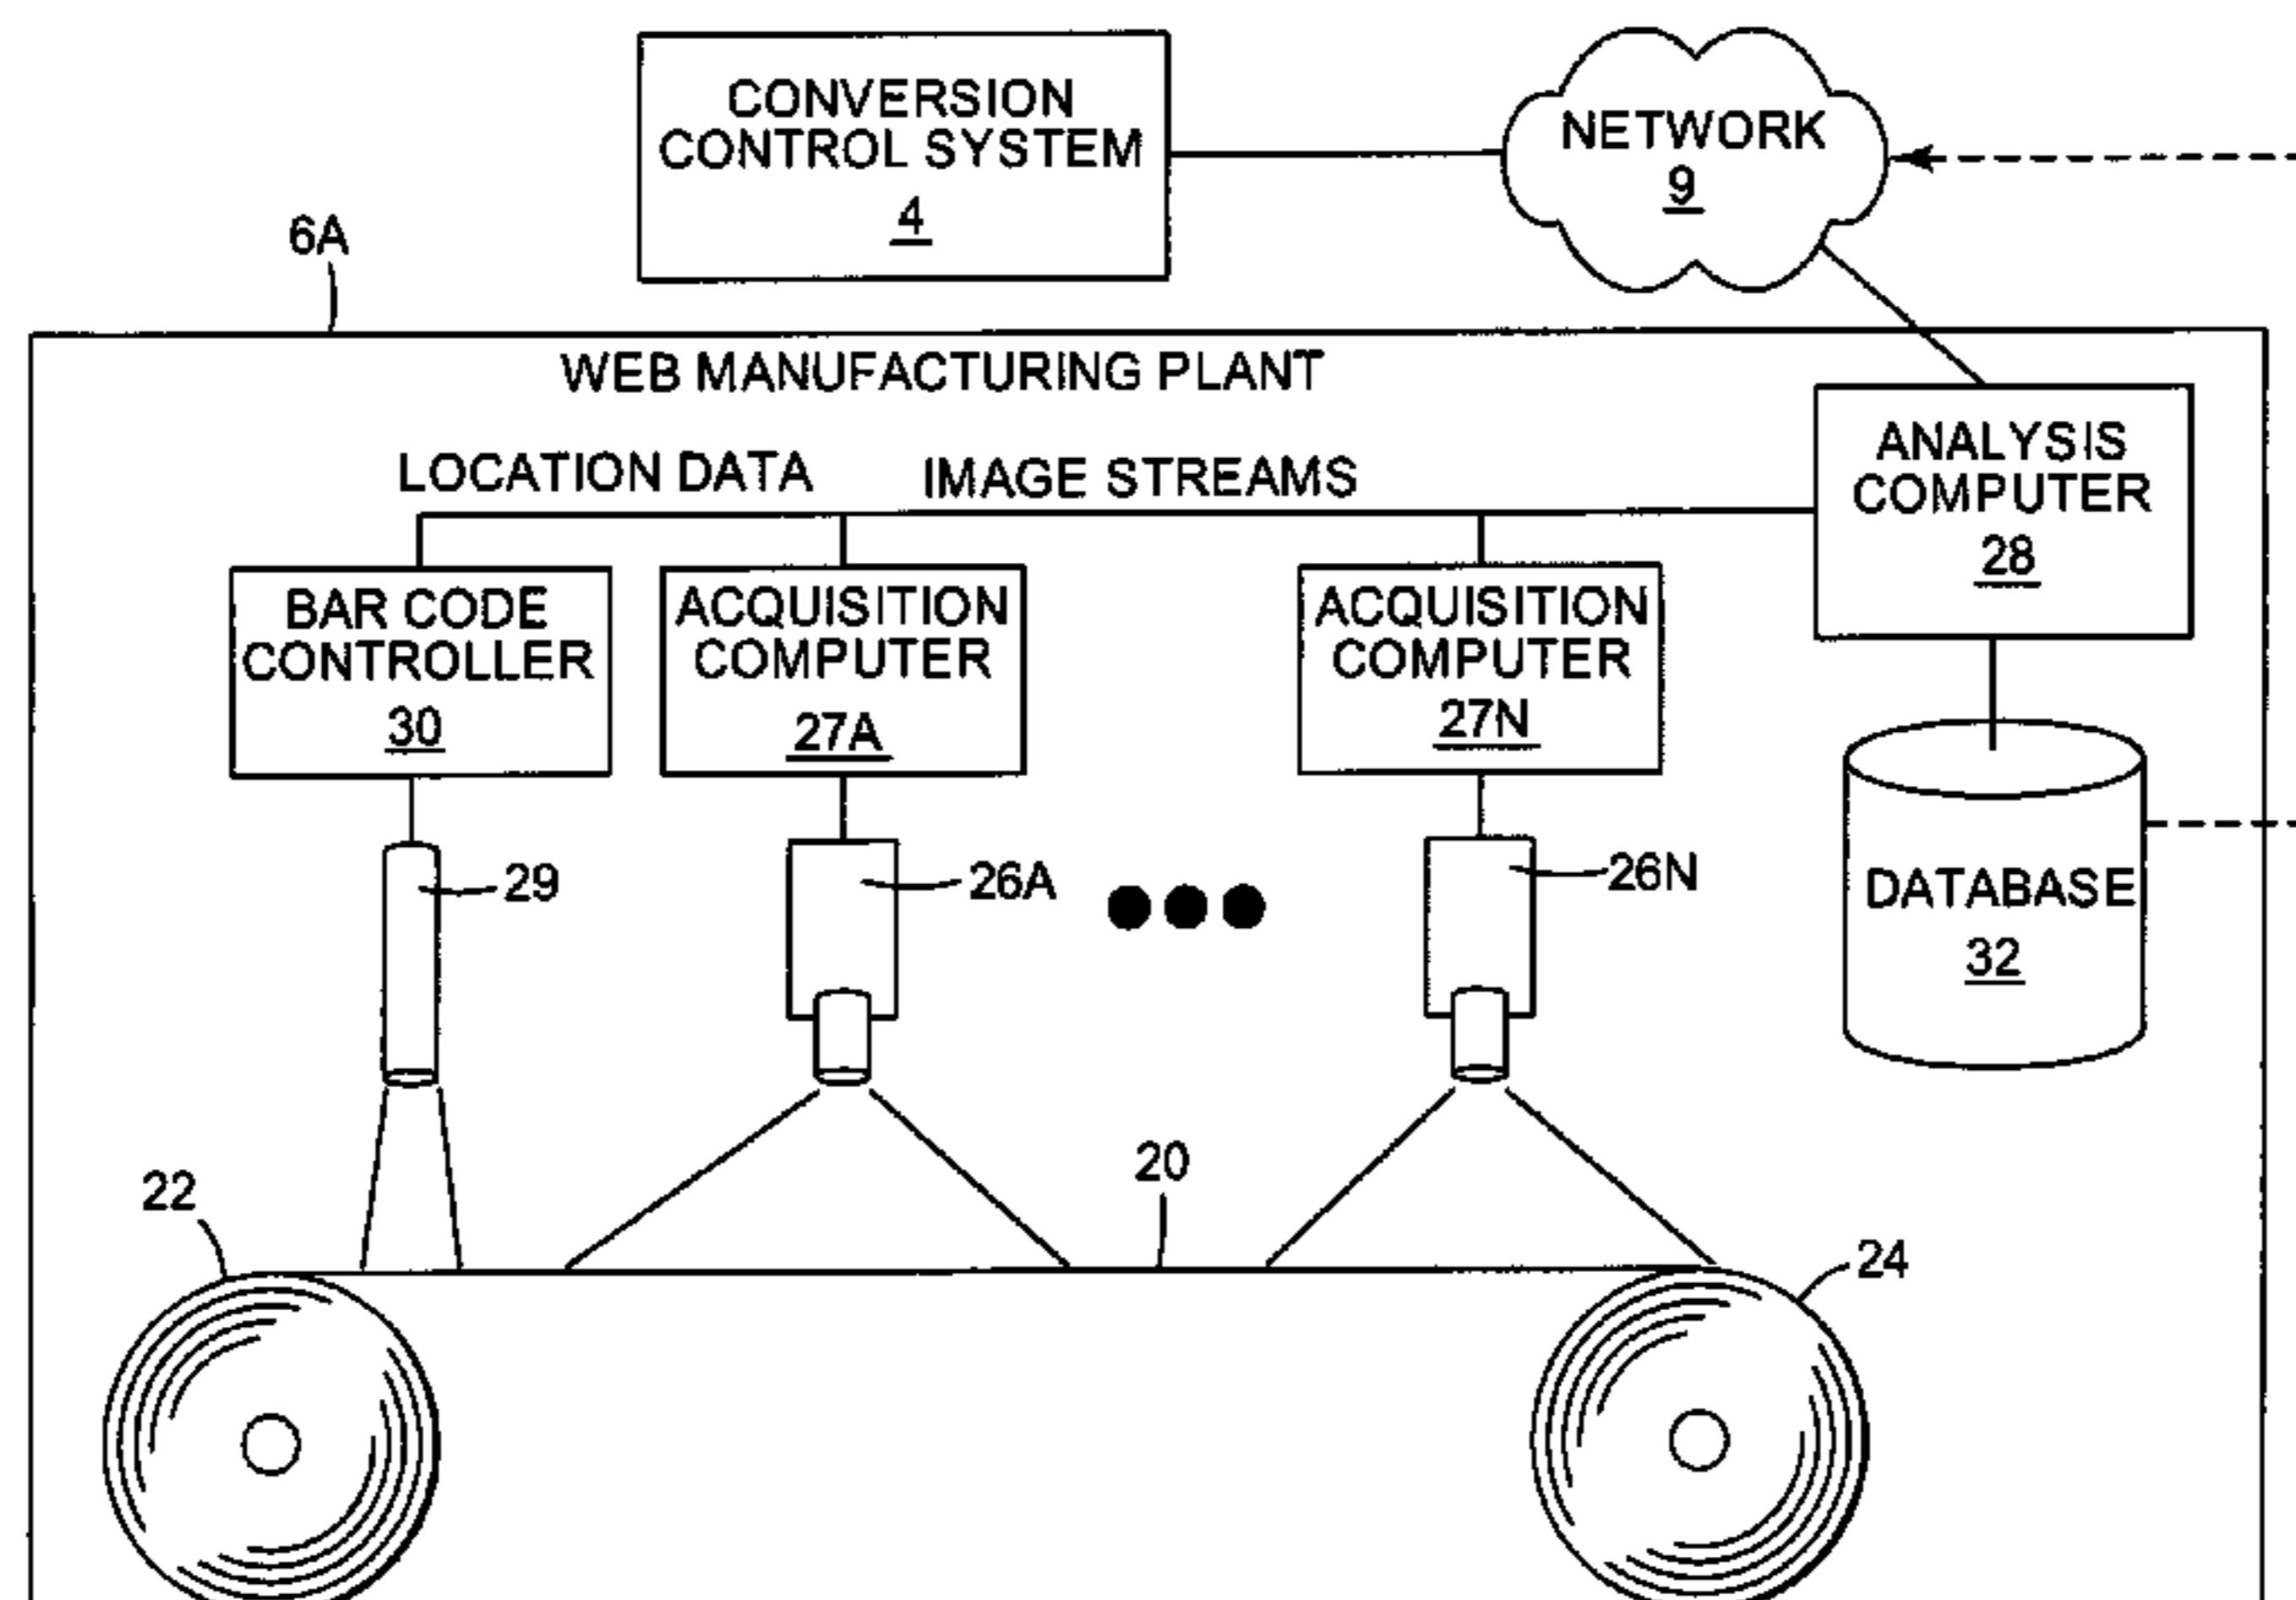 CONVERSION
CONTROL SYSTEM
4
NETWORK
9
6A
WEB MANUFACTURING PLANT
ANALYSIS
COMPUTER
28
LOCATION DATA
IMAGE STREAMS
BAR CODE
CONTROLLER
30
ACQUISITION
COMPUTER
27A
ACQUISITION
COMPUTER
27N
29
26A
26N
DATABASE
32
22
20
24